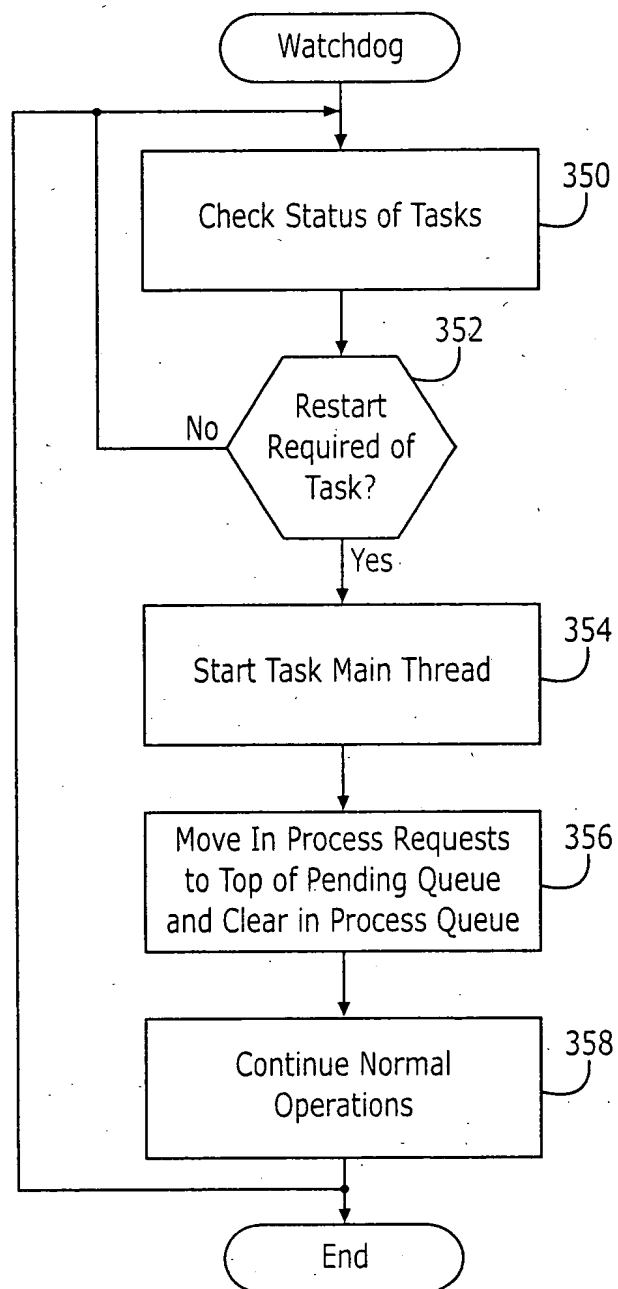 Watchdog
350
Check Status of Tasks
352
Restart
Required of
Task?
No
Yes
354
Start Task Main Thread
356
Move In Process Requests
to Top of Pending Queue
and Clear in Process Queue
358
Continue Normal
Operations
End